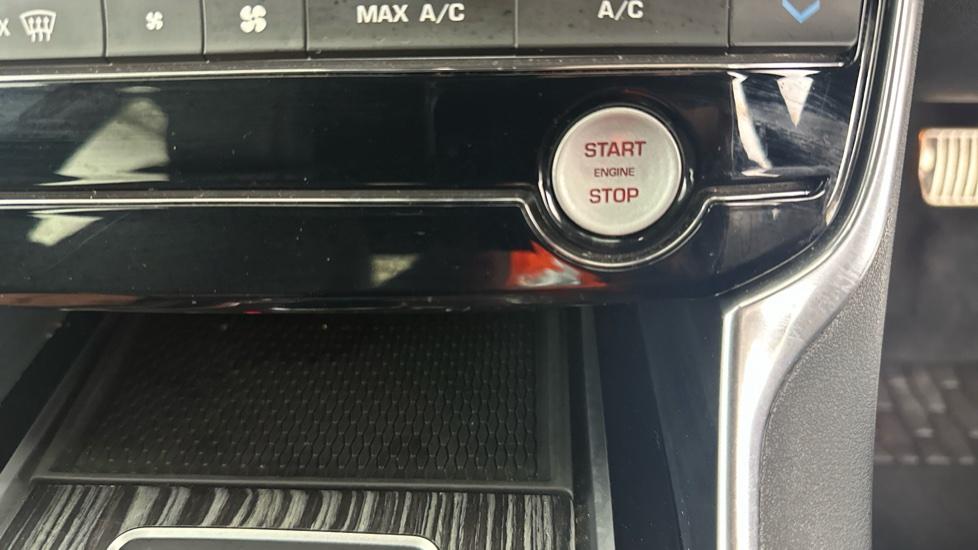 MAX A/C
A/C
START
ENGINE
STOP